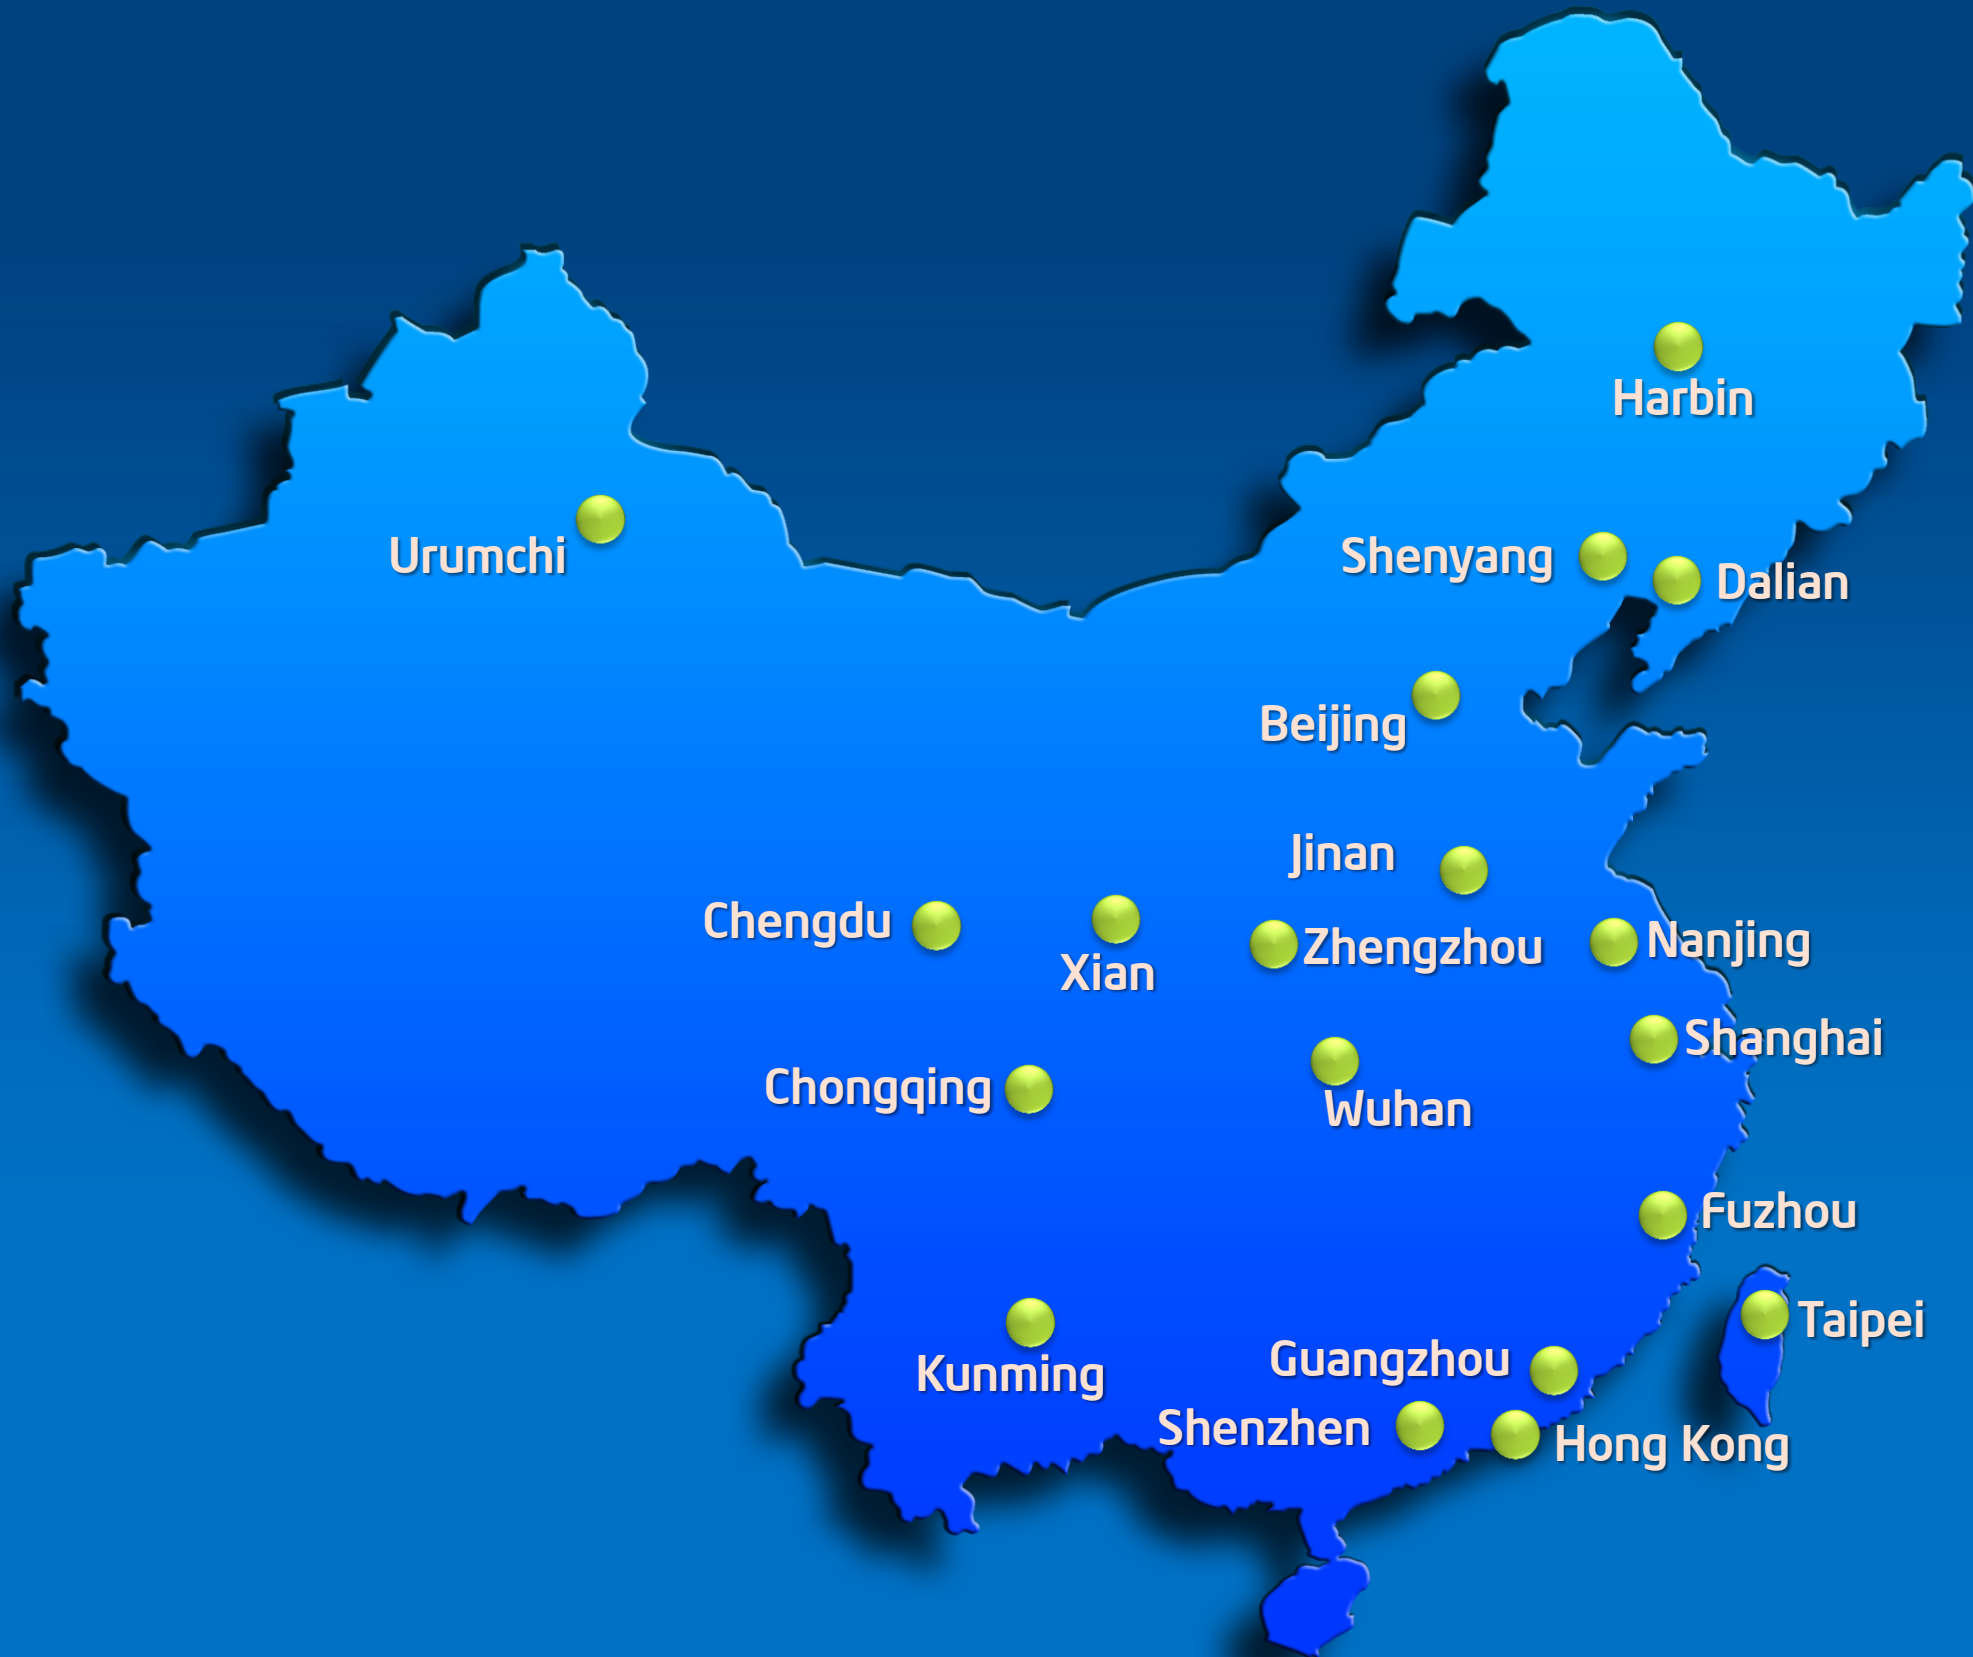 Harbin
Urumchi
Shenyang
Dalian
Beijing
Jinan
Chengdu
Xian
Zhengzhou
Nanjing
Shanghai
Chongqing
Wuhan
Fuzhou
Taipei
Kunming
Guangzhou
Shenzhen
Hong Kong